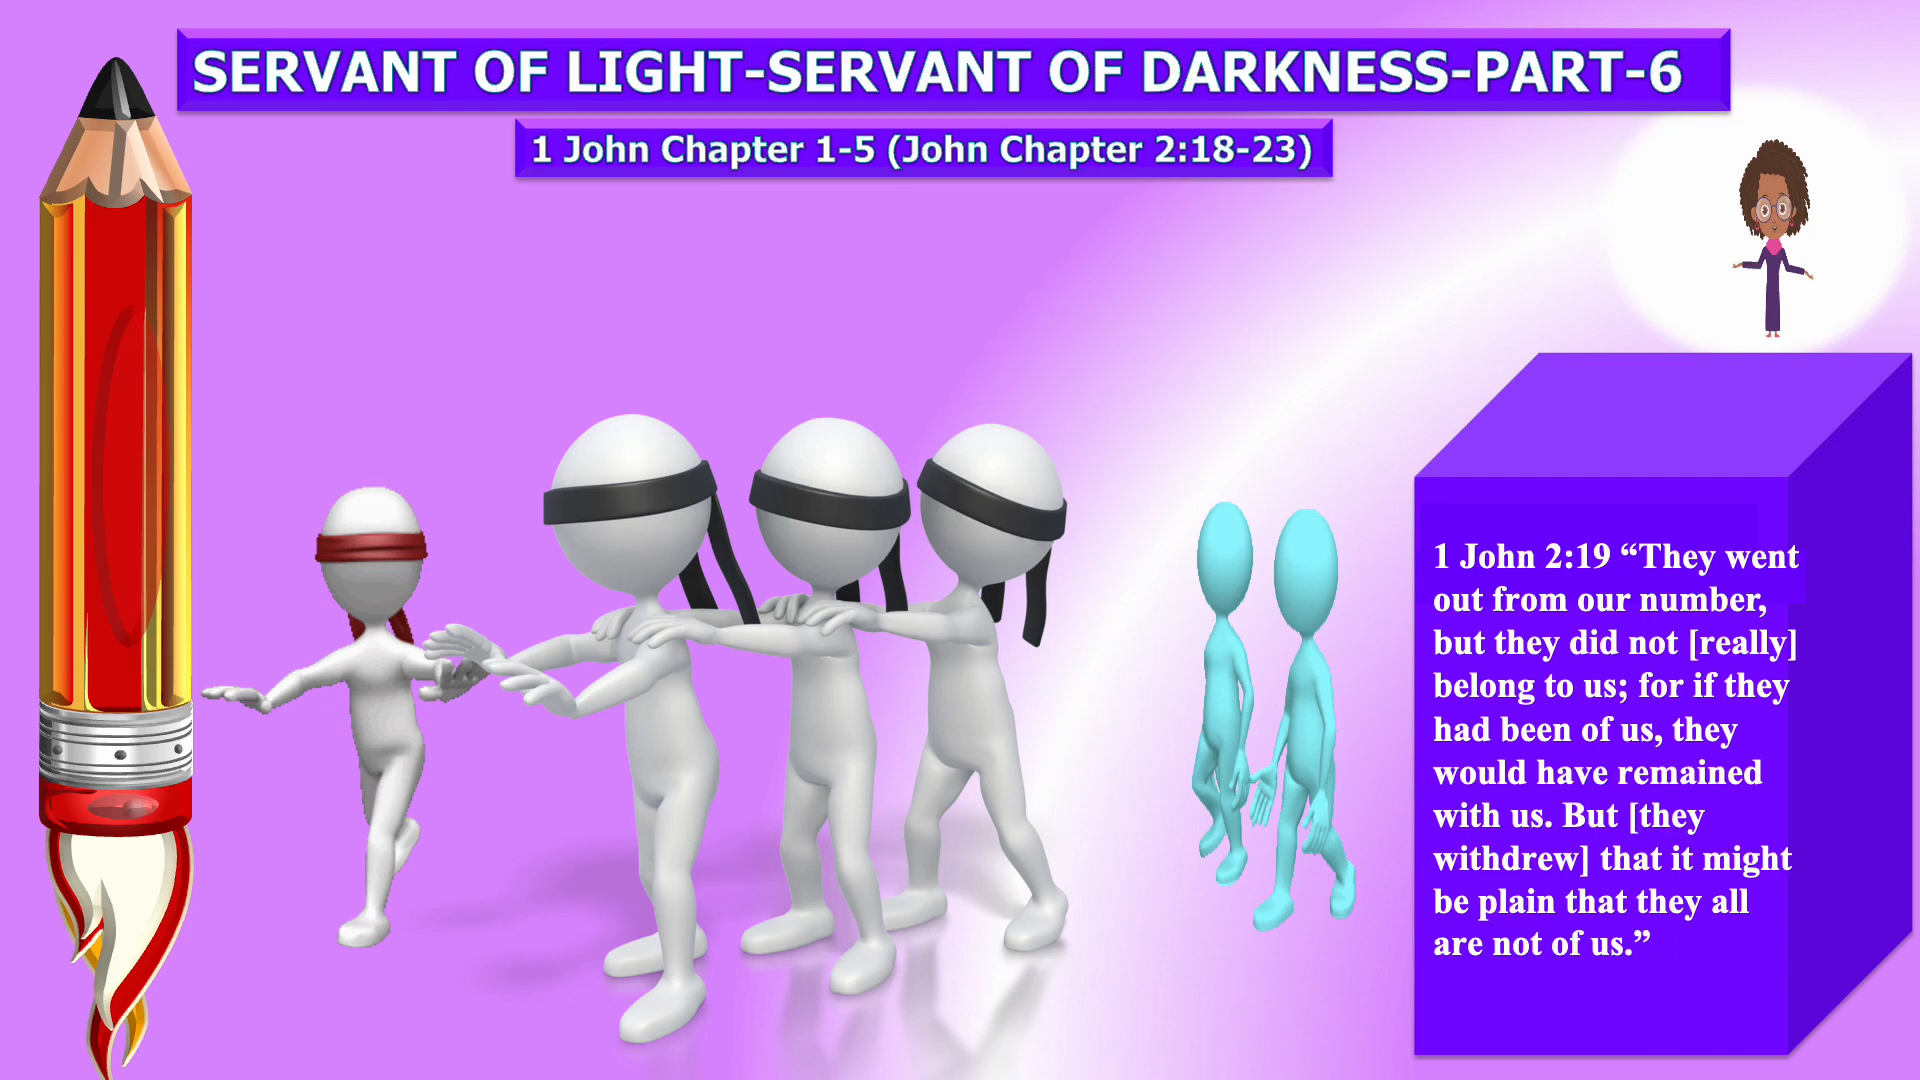 SERVANT OF LIGHT-SERVANT OF DARKNESS-PART-6
1 John Chapter 1-5 (John Chapter 2:18-23)
1 John 2:19 “They went
out from our number,
but they did not [really]
belong to us; for if they
had been of us, they
would have remained
with us. But [they
withdrew] that it might
be plain that they all
are not of us.”